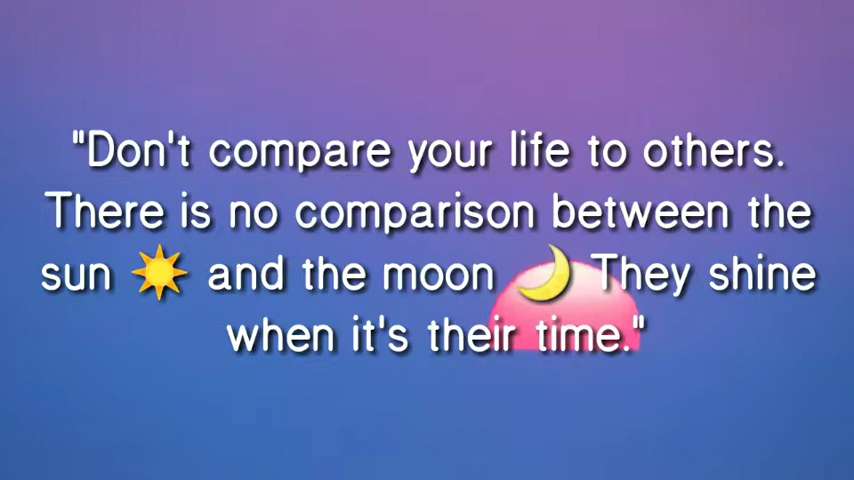 "Don't compare your life to others.
There is no comparison between the
sun ☀️ and the moon 🌙 They shine
when it's their time."